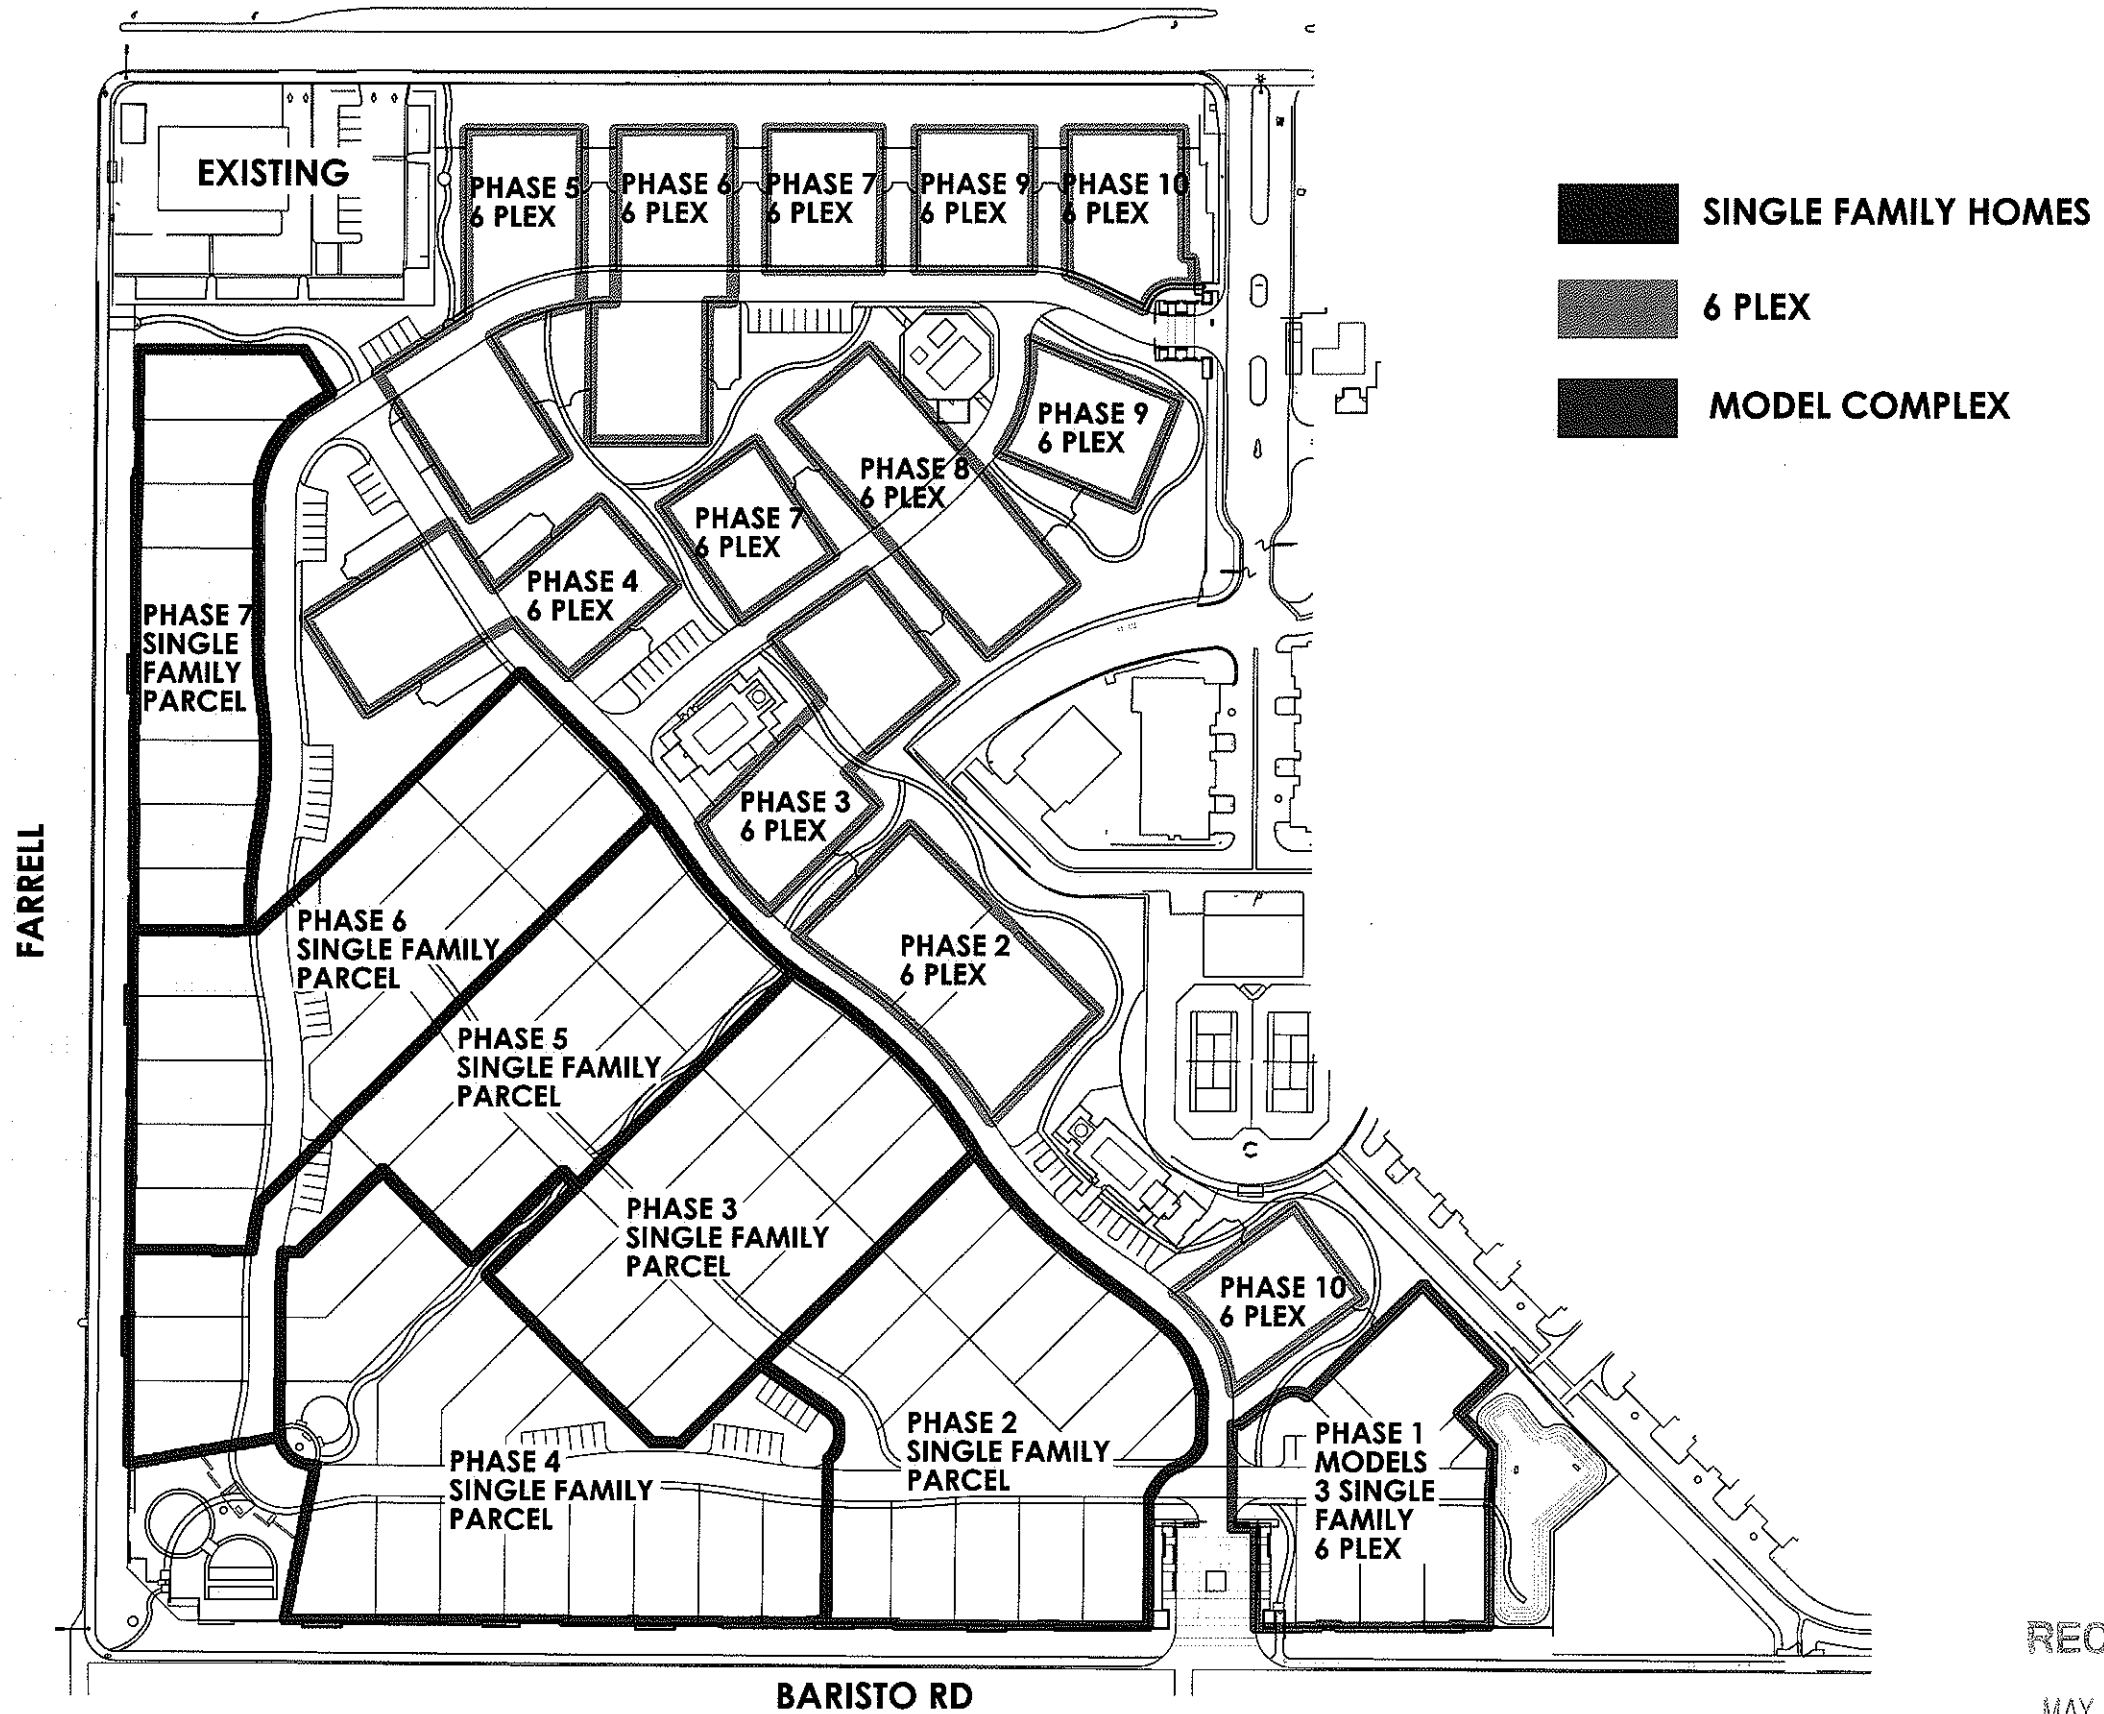 EXISTING
PHASE 5
6 PLEX
PHASE 6
6 PLEX
PHASE 7
6 PLEX
PHASE 9
6 PLEX
PHASE 10
6 PLEX
SINGLE FAMILY HOMES
6 PLEX
MODEL COMPLEX
PHASE 9
6 PLEX
PHASE 8
6 PLEX
PHASE 7
6 PLEX
PHASE 4
6 PLEX
PHASE 7
SINGLE
FAMILY
PARCEL
PHASE 3
6 PLEX
FARRELL
PHASE 6
SINGLE FAMILY
PARCEL
PHASE 2
6 PLEX
PHASE 5
SINGLE FAMILY
PARCEL
PHASE 3
SINGLE FAMILY
PARCEL
PHASE 10
6 PLEX
PHASE 4
SINGLE FAMILY
PARCEL
PHASE 2
SINGLE FAMILY
PARCEL
PHASE 1
MODELS
3 SINGLE
FAMILY
6 PLEX
BARISTO RD
MAY